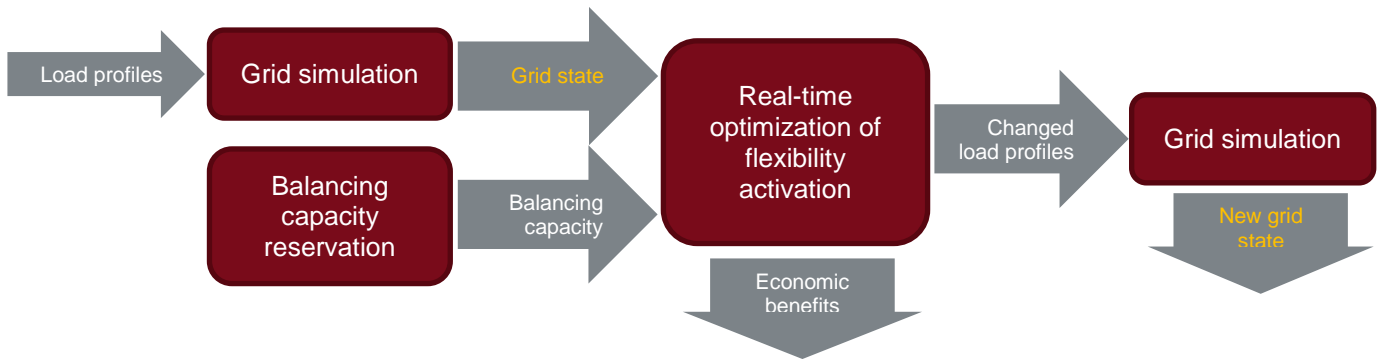 Load profiles
Grid simulation
Grid state
Balancing
capacity
reservation
Balancing
capacity
Real-time
optimization of
flexibility
activation
Economic
benefits
Changed
load profiles
Grid simulation
New grid
state